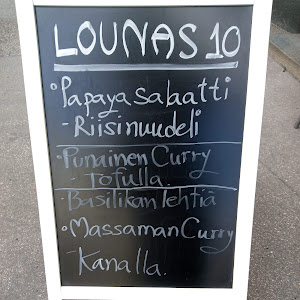 LOUNAS 10
• Papaya salaatti
- Riisinuudeli
• Punainen Curry
- Tofulla
• Basilikan lehtiä
• Massaman Curry
Kanalla.